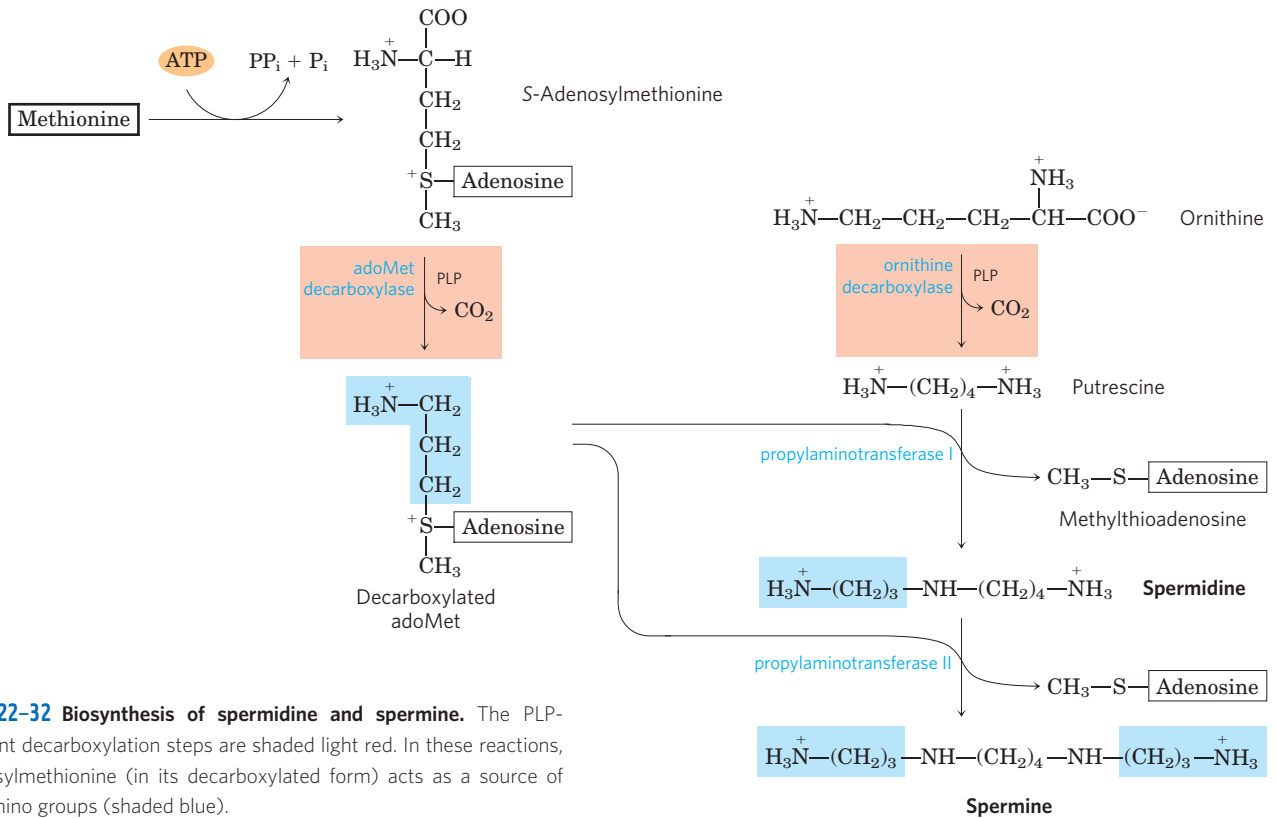 COO
H₃N⁺—C—H
CH₂
CH₂
⁺S—Adenosine
CH₃
S-Adenosylmethionine
ATP
PPᵢ + Pᵢ
Methionine
adoMet
decarboxylase
PLP
CO₂
H₃N⁺—CH₂
CH₂
CH₂
⁺S—Adenosine
CH₃
Decarboxylated
adoMet
⁺NH₃
H₃N⁺—CH₂—CH₂—CH₂—CH—COO⁻
Ornithine
ornithine
decarboxylase
PLP
CO₂
H₃N⁺—(CH₂)₄—⁺NH₃
Putrescine
propylaminotransferase I
CH₃—S—Adenosine
Methylthioadenosine
H₃N⁺—(CH₂)₃—NH—(CH₂)₄—⁺NH₃
Spermidine
propylaminotransferase II
CH₃—S—Adenosine
H₃N⁺—(CH₂)₃—NH—(CH₂)₄—NH—(CH₂)₃—⁺NH₃
Spermine
22–32 Biosynthesis of spermidine and spermine. The PLP-
nt decarboxylation steps are shaded light red. In these reactions,
sylmethionine (in its decarboxylated form) acts as a source of
ino groups (shaded blue).